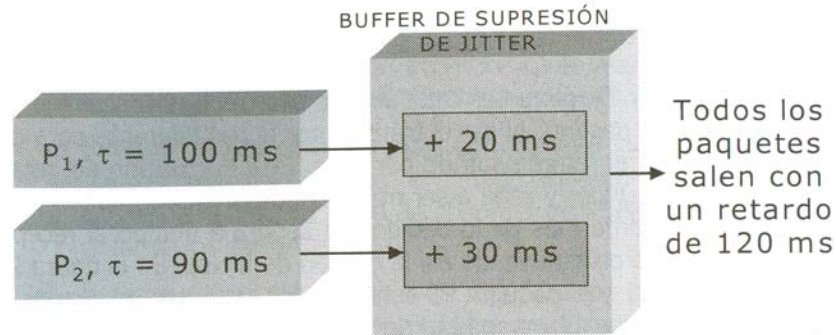 BUFFER DE SUPRESIÓN
DE JITTER
P₁, τ = 100 ms
+ 20 ms
P₂, τ = 90 ms
+ 30 ms
Todos los
paquetes
salen con
un retardo
de 120 ms